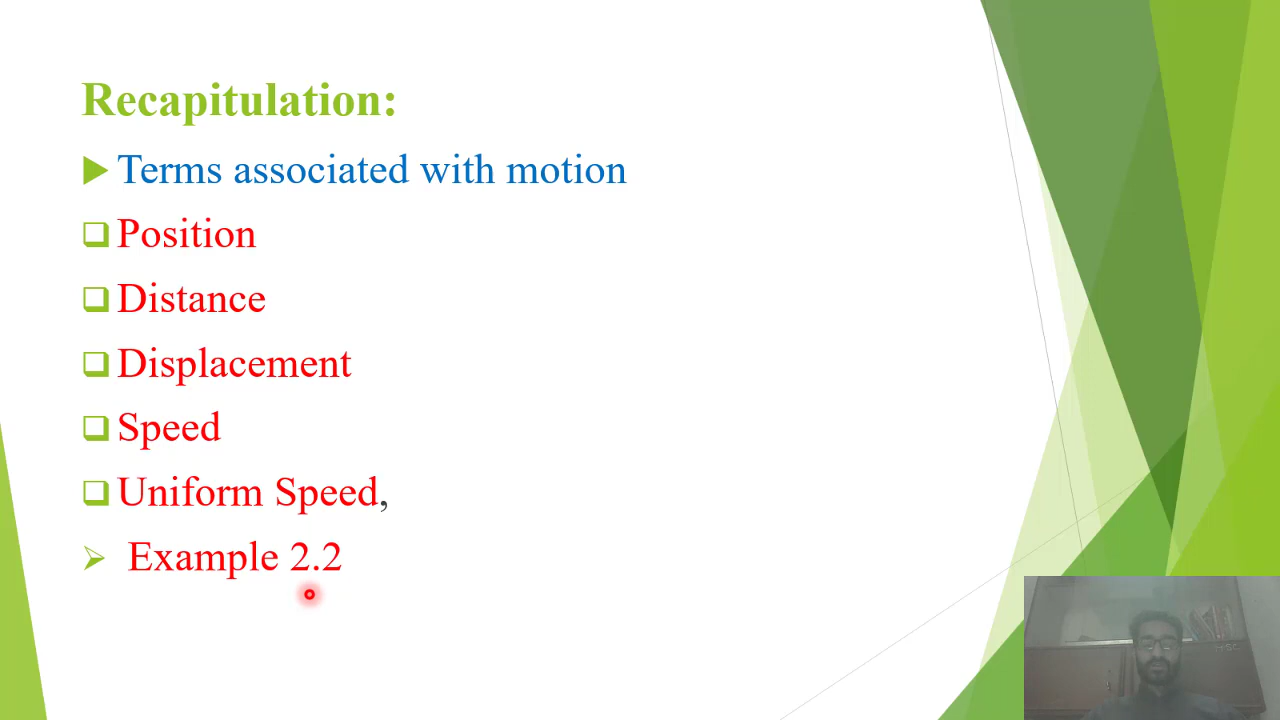 Recapitulation:
Terms associated with motion
Position
Distance
Displacement
Speed
Uniform Speed,
Example 2.2